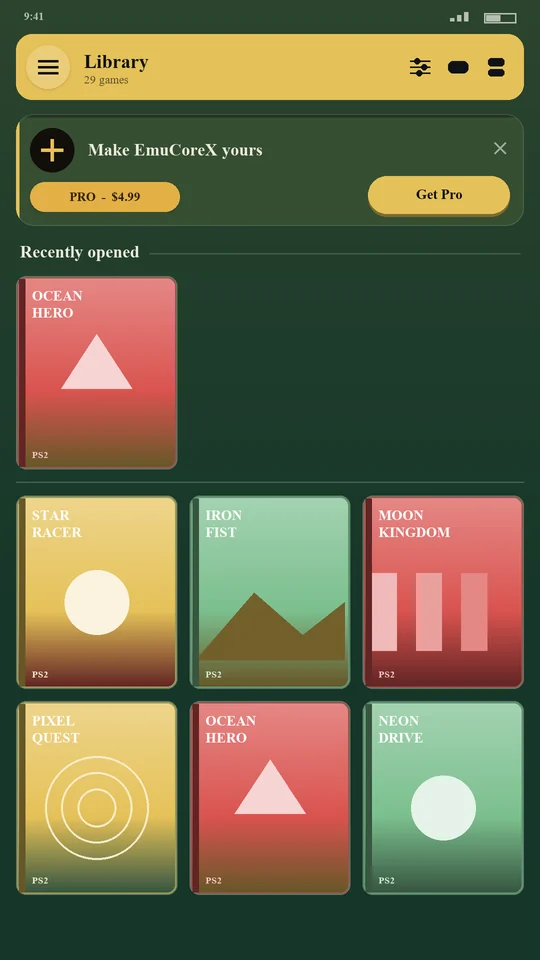 9:41
Library
29 games
Make EmuCoreX yours
PRO - $4.99
Get Pro
Recently opened
OCEAN
HERO
PS2
STAR
RACER
PS2
IRON
FIST
PS2
MOON
KINGDOM
PS2
PIXEL
QUEST
PS2
OCEAN
HERO
PS2
NEON
DRIVE
PS2